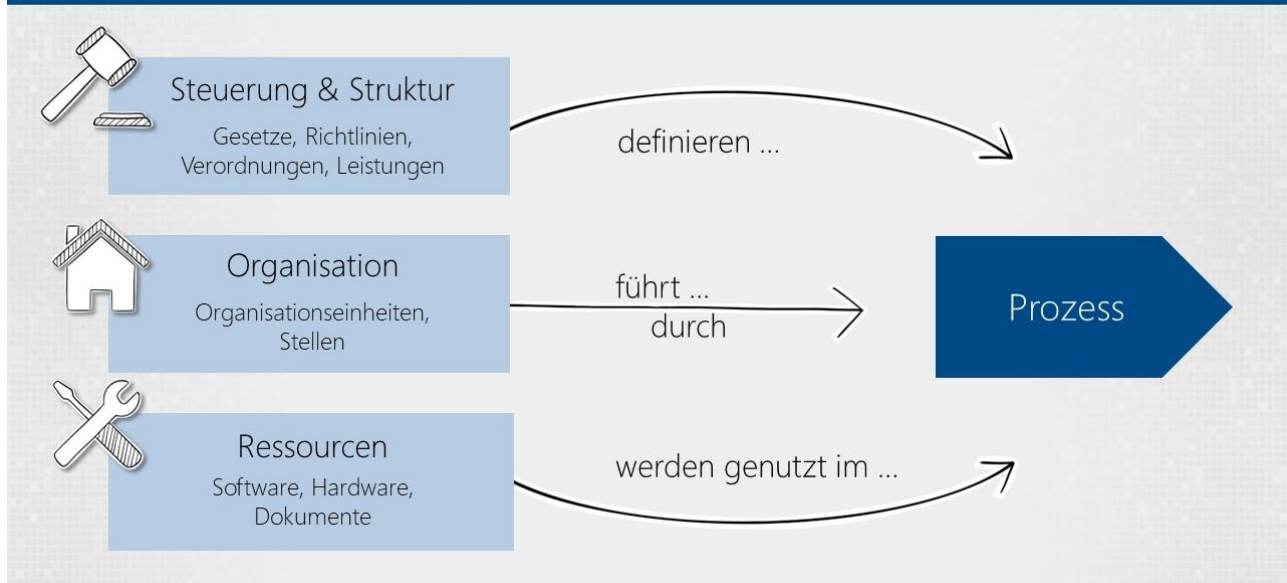 Steuerung & Struktur
Gesetze, Richtlinien,
Verordnungen, Leistungen
definieren ...
Organisation
Organisationseinheiten,
Stellen
führt ...
durch
Prozess
Ressourcen
Software, Hardware,
Dokumente
werden genutzt im ...